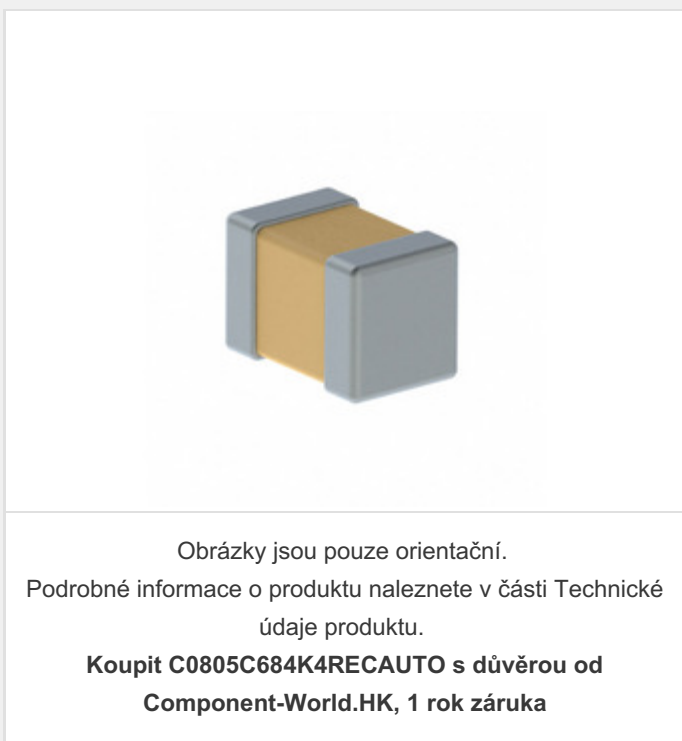 Obrázky jsou pouze orientační.
Podrobné informace o produktu naleznete v části Technické
údaje produktu.
Koupit C0805C684K4RECAUTO s důvěrou od
Component-World.HK, 1 rok záruka